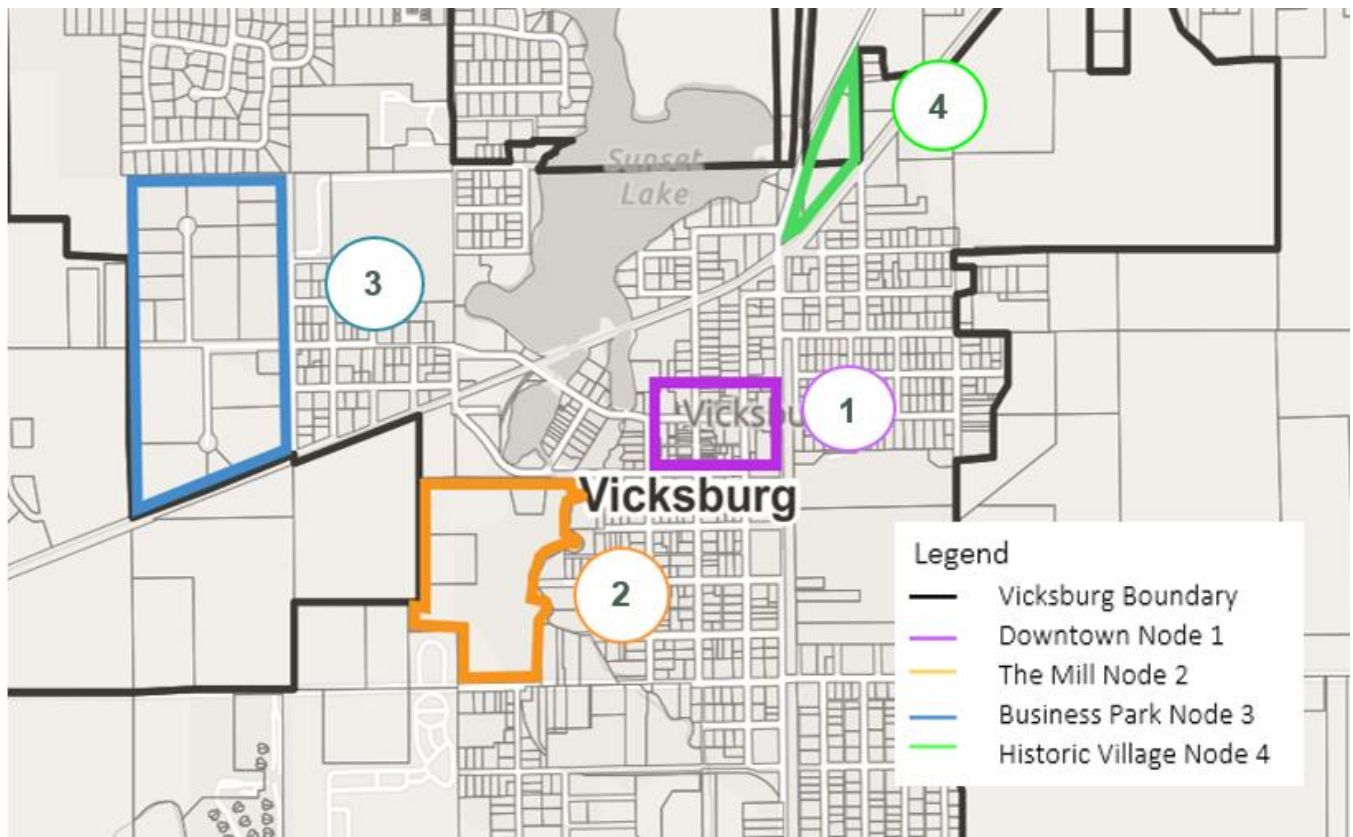 4
Sunset
Lake
3
Vicksbu
1
Vicksburg
2
Legend
Vicksburg Boundary
Downtown Node 1
The Mill Node 2
Business Park Node 3
Historic Village Node 4